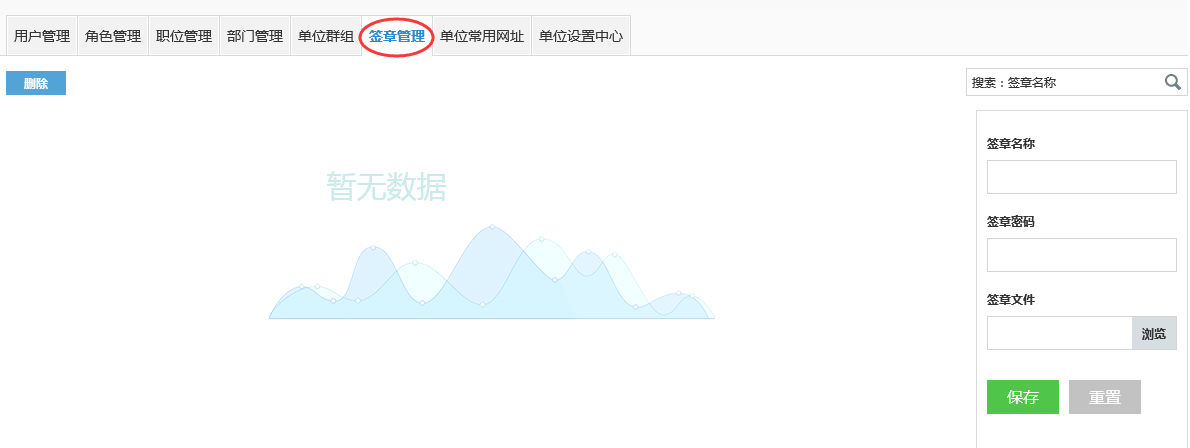 用户管理 角色管理 职位管理 部门管理 单位群组 签章管理 单位常用网址 单位设置中心
删除
搜索：签章名称
暂无数据
签章名称
签章密码
签章文件
浏览
保存 重置